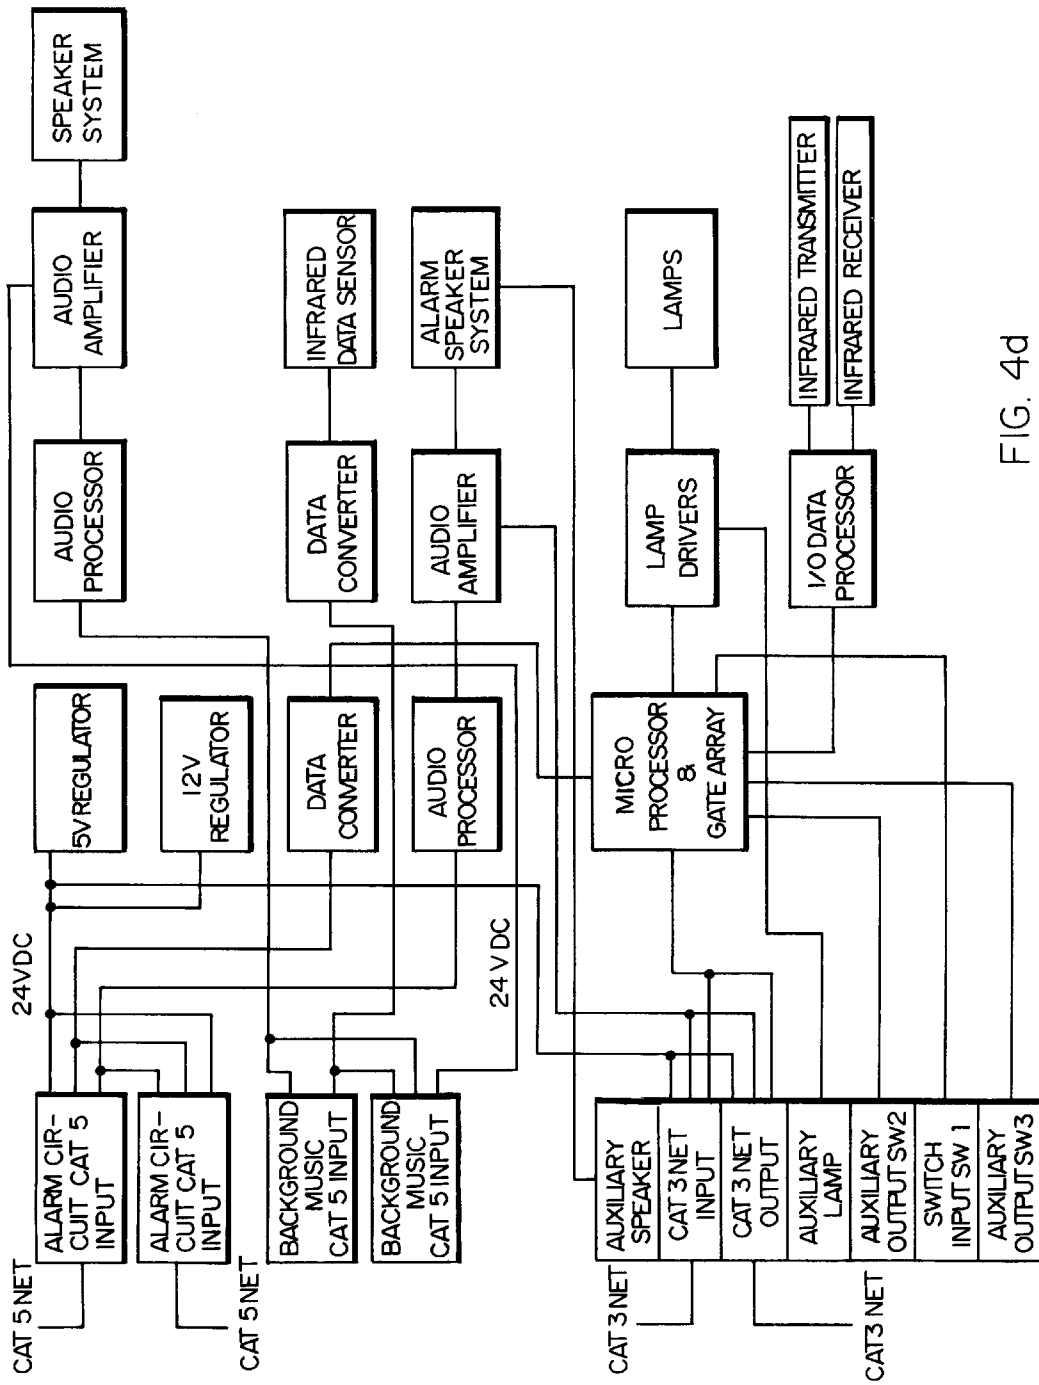 CAT 5 NET
ALARM CIR-
CUIT CAT 5
INPUT
ALARM CIR-
CUIT CAT 5
INPUT
CAT 5 NET
24VDC
5V REGULATOR
12V
REGULATOR
AUDIO
PROCESSOR
AUDIO
AMPLIFIER
SPEAKER
SYSTEM
BACKGROUND
MUSIC
CAT 5 INPUT
BACKGROUND
MUSIC
CAT 5 INPUT
24 V DC
DATA
CONVERTER
DATA
CONVERTER
INFRARED
DATA SENSOR
AUDIO
PROCESSOR
AUDIO
AMPLIFIER
ALARM
SPEAKER
SYSTEM
CAT 3 NET
AUXILIARY
SPEAKER
CAT 3 NET
INPUT
CAT 3 NET
OUTPUT
AUXILIARY
LAMP
AUXILIARY
OUTPUT SW2
SWITCH
INPUT SW 1
AUXILIARY
OUTPUT SW3
CAT3 NET
MICRO
PROCESSOR
&
GATE ARRAY
LAMP
DRIVERS
LAMPS
I/O DATA
PROCESSOR
INFRARED TRANSMITTER
INFRARED RECEIVER
FIG. 4d